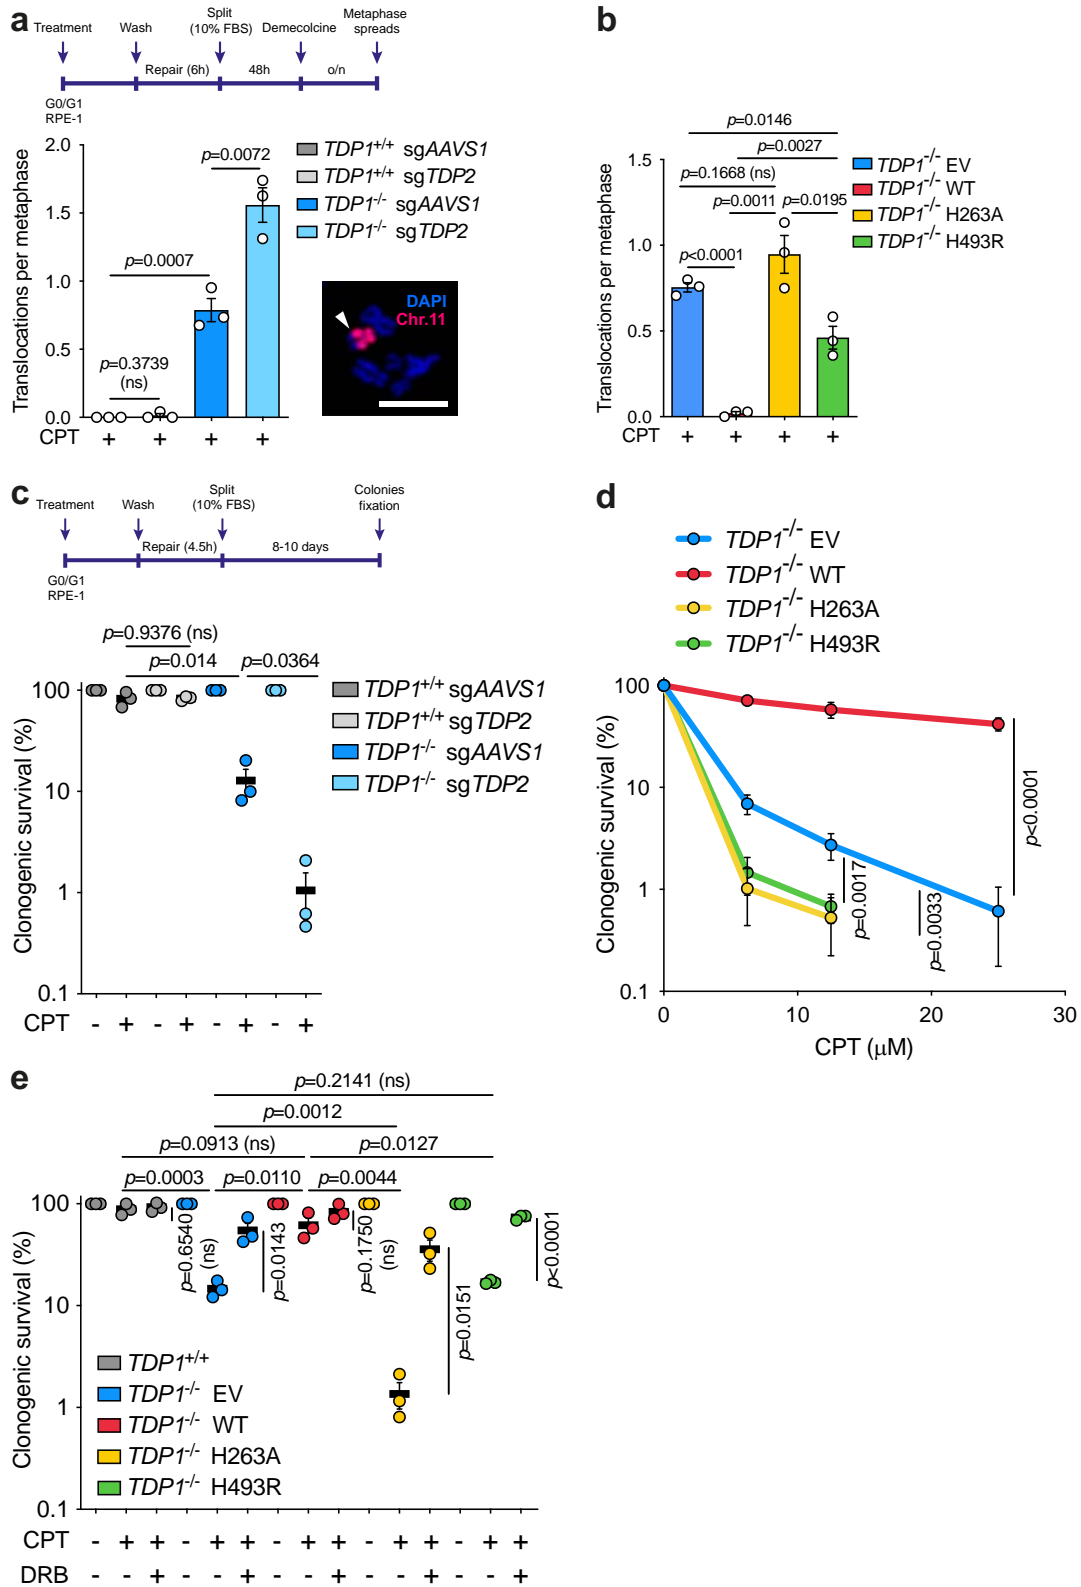 a
Treatment
Wash
Split
(10% FBS)
Demecolcine
Metaphase
spreads
Repair (6h)
48h
o/n
G0/G1
RPE-1
Translocations per metaphase
2.0
1.5
1.0
0.5
0.0
p=0.0072
p=0.0007
p=0.3739
(ns)
CPT + + + +
TDP1+/+ sgAAVS1
TDP1+/+ sgTDP2
TDP1-/- sgAAVS1
TDP1-/- sgTDP2
DAPI
Chr.11
b
Translocations per metaphase
1.5
1.0
0.5
0.0
p=0.0146
p=0.0027
p=0.1668 (ns)
p=0.0011
p=0.0195
p<0.0001
CPT + + + +
TDP1-/- EV
TDP1-/- WT
TDP1-/- H263A
TDP1-/- H493R
c
Treatment
Wash
Split
(10% FBS)
Colonies
fixation
Repair (4.5h)
8-10 days
G0/G1
RPE-1
p=0.9376 (ns)
p=0.014
p=0.0364
Clonogenic survival (%)
100
10
1
0.1
CPT - + - + - + - +
TDP1+/+ sgAAVS1
TDP1+/+ sgTDP2
TDP1-/- sgAAVS1
TDP1-/- sgTDP2
d
TDP1-/- EV
TDP1-/- WT
TDP1-/- H263A
TDP1-/- H493R
Clonogenic survival (%)
100
10
1
0.1
p<0.0001
p=0.0017
p=0.0033
0 10 20 30
CPT (μM)
e
p=0.2141 (ns)
p=0.0012
p=0.0913 (ns)
p=0.0127
p=0.0003
p=0.0110
p=0.0044
Clonogenic survival (%)
100
10
1
0.1
p=0.6540
(ns)
p=0.0143
p=0.1750
(ns)
p=0.0151
p<0.0001
TDP1+/+
TDP1-/- EV
TDP1-/- WT
TDP1-/- H263A
TDP1-/- H493R
CPT - + + - + + - + + - + + - + +
DRB - - + - - + - - + - - + - - +